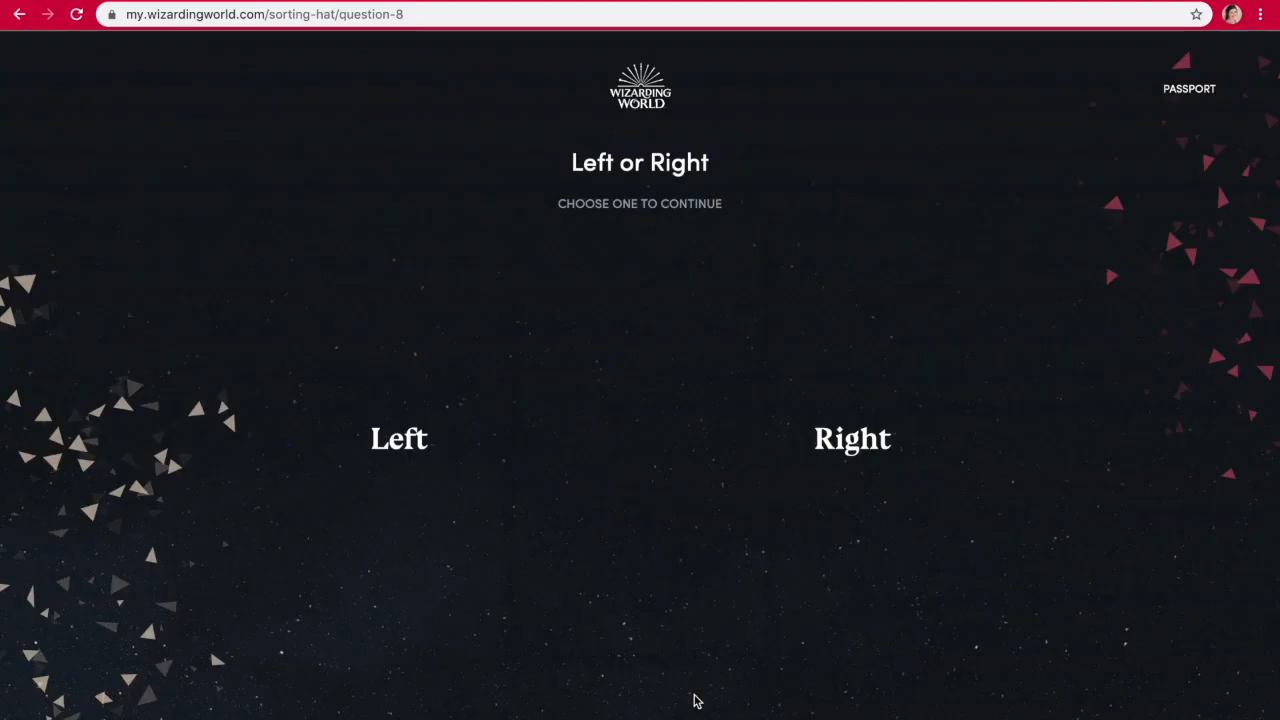 my.wizardingworld.com/sorting-hat/question-8
WIZARDING
WORLD
PASSPORT
Left or Right
CHOOSE ONE TO CONTINUE
Left
Right